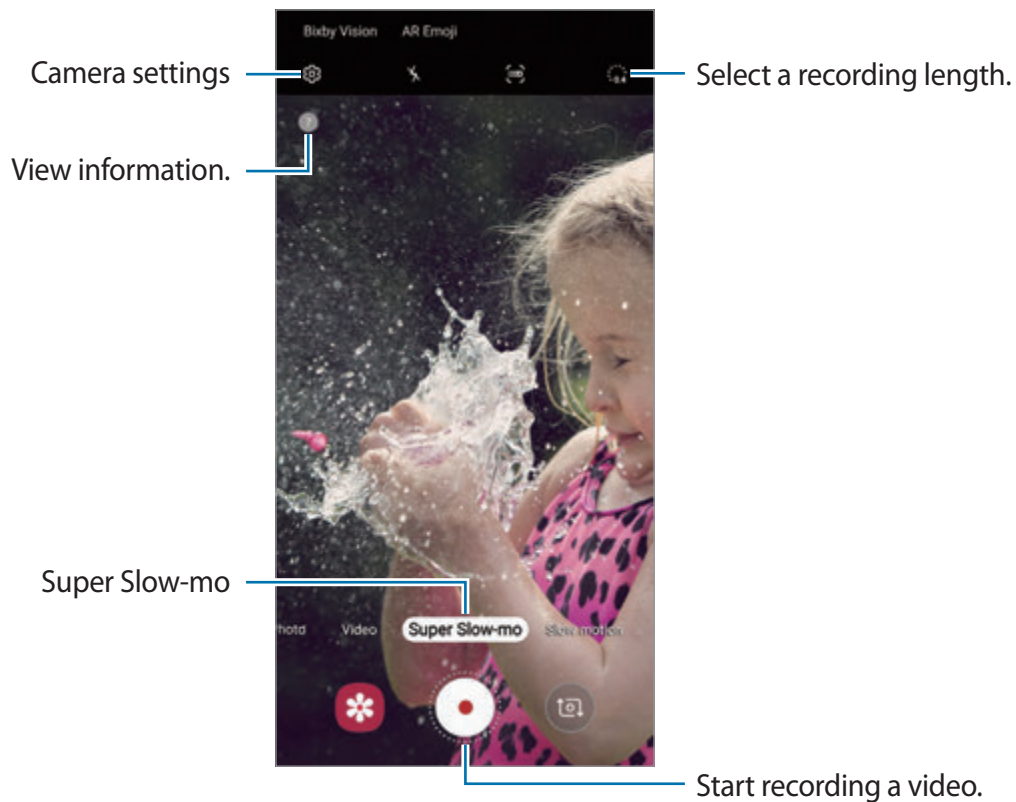 Bixby Vision AR Emoji
Camera settings
Select a recording length.
View information.
Super Slow-mo
hoto Video Super Slow-mo Slow motion
Start recording a video.